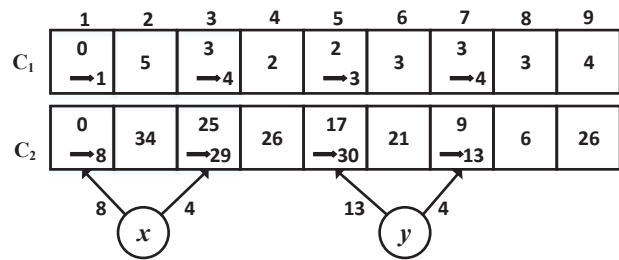 1 2 3 4 5 6 7 8 9
C₁ 0 →1 5 3 →4 2 2 →3 3 3 →4 3 4
C₂ 0 →8 34 25 →29 26 17 →30 21 9 →13 6 26
8 4 13 4
x y